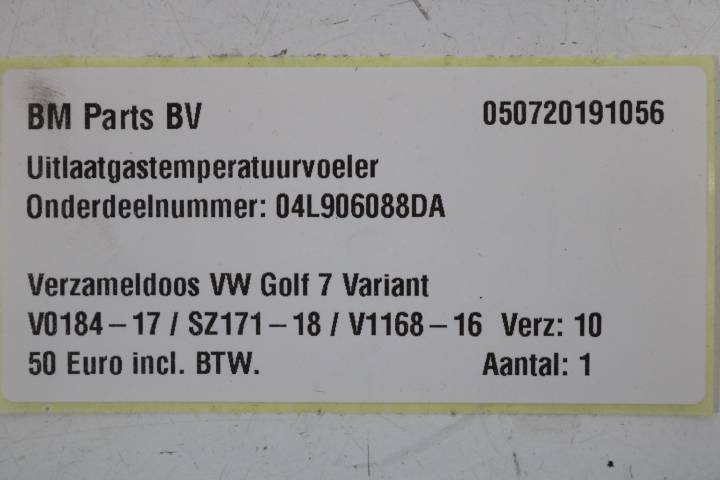 BM Parts BV 050720191056
Uitlaatgastemperatuurvoeler
Onderdeelnummer: 04L906088DA
Verzameldoos VW Golf 7 Variant
V0184-17 / SZ171-18 / V1168-16 Verz: 10
50 Euro incl. BTW. Aantal: 1